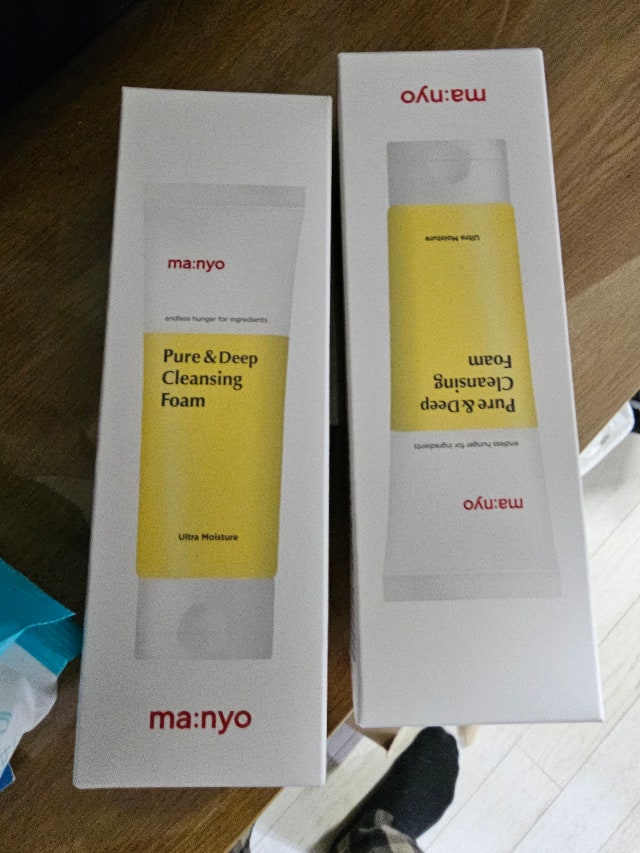 ma:nyo
endless hunger for ingredients
Pure & Deep
Cleansing
Foam
Ultra Moisture
ma:nyo
ma:nyo
endless hunger for ingredients
Pure & Deep
Cleansing
Foam
Ultra Moisture
ma:nyo